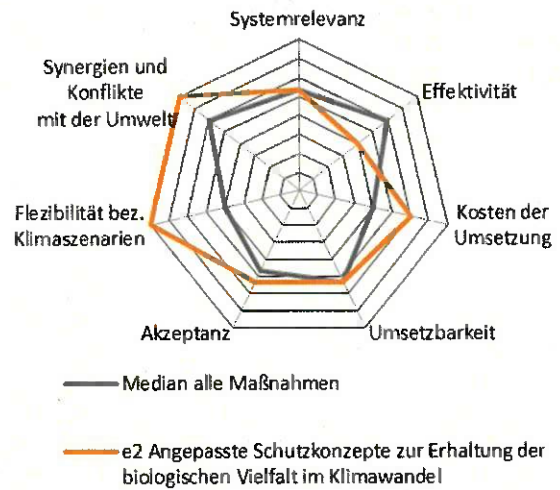 Systemrelevanz
Synergien und
Konflikte
mit der Umwelt
Effektivität
Flezibilität bez.
Klimaszenarien
Kosten der
Umsetzung
Akzeptanz
Umsetzbarkeit
Median alle Maßnahmen
e2 Angepasste Schutzkonzepte zur Erhaltung der
biologischen Vielfalt im Klimawandel